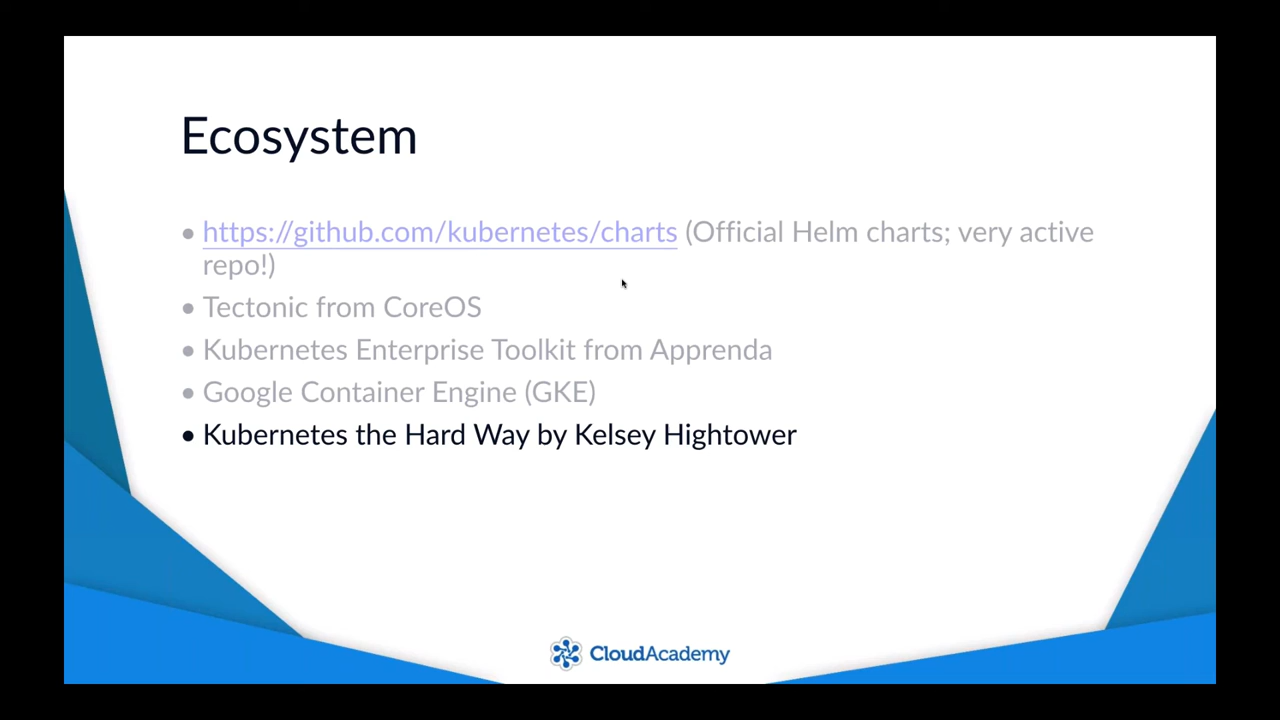 Ecosystem
• https://github.com/kubernetes/charts (Official Helm charts; very active
repo!)
• Tectonic from CoreOS
• Kubernetes Enterprise Toolkit from Apprenda
• Google Container Engine (GKE)
• Kubernetes the Hard Way by Kelsey Hightower
CloudAcademy